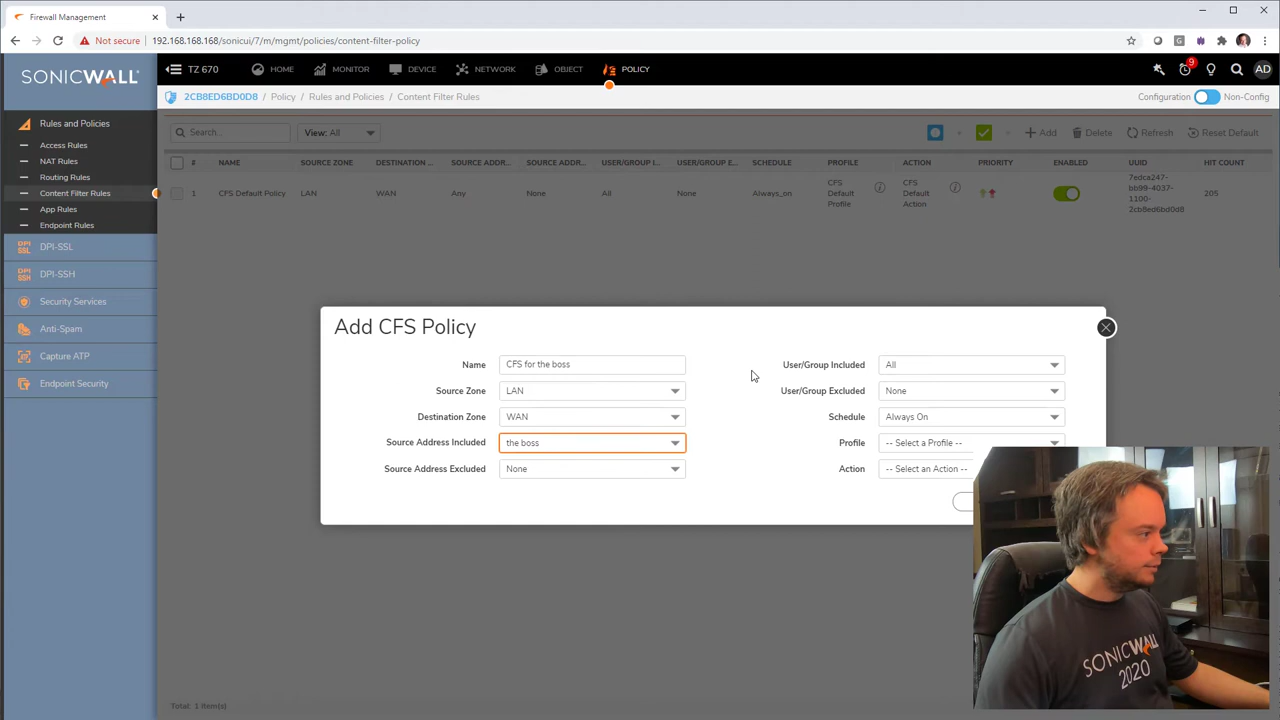 Firewall Management
Not secure 192.168.168.168/sonicui/7/m/mgmt/policies/content-filter-policy
SONICWALL
TZ 670 HOME MONITOR DEVICE NETWORK OBJECT POLICY 9 AD
2CB8ED6BD0D8 / Policy / Rules and Policies / Content Filter Rules Configuration Non-Config
Rules and Policies
Access Rules
NAT Rules
Routing Rules
Content Filter Rules
App Rules
Endpoint Rules
DPI SSL DPI-SSL
DPI SSH DPI-SSH
Security Services
Anti-Spam
Capture ATP
Endpoint Security
Search... View: All + Add Delete Refresh Reset Default
# NAME SOURCE ZONE DESTINATION ... SOURCE ADDR... SOURCE ADDR... USER/GROUP I... USER/GROUP E... SCHEDULE PROFILE ACTION PRIORITY ENABLED UUID HIT COUNT
1 CFS Default Policy LAN WAN Any None All None Always_on CFS Default Profile CFS Default Action 7edca247-bb99-4037-1100-2cb8ed6bd0d8 205
Add CFS Policy
Name CFS for the boss User/Group Included All
Source Zone LAN User/Group Excluded None
Destination Zone WAN Schedule Always On
Source Address Included the boss Profile -- Select a Profile --
Source Address Excluded None Action -- Select an Action --
Total: 1 item(s)
SONICWALL
2020